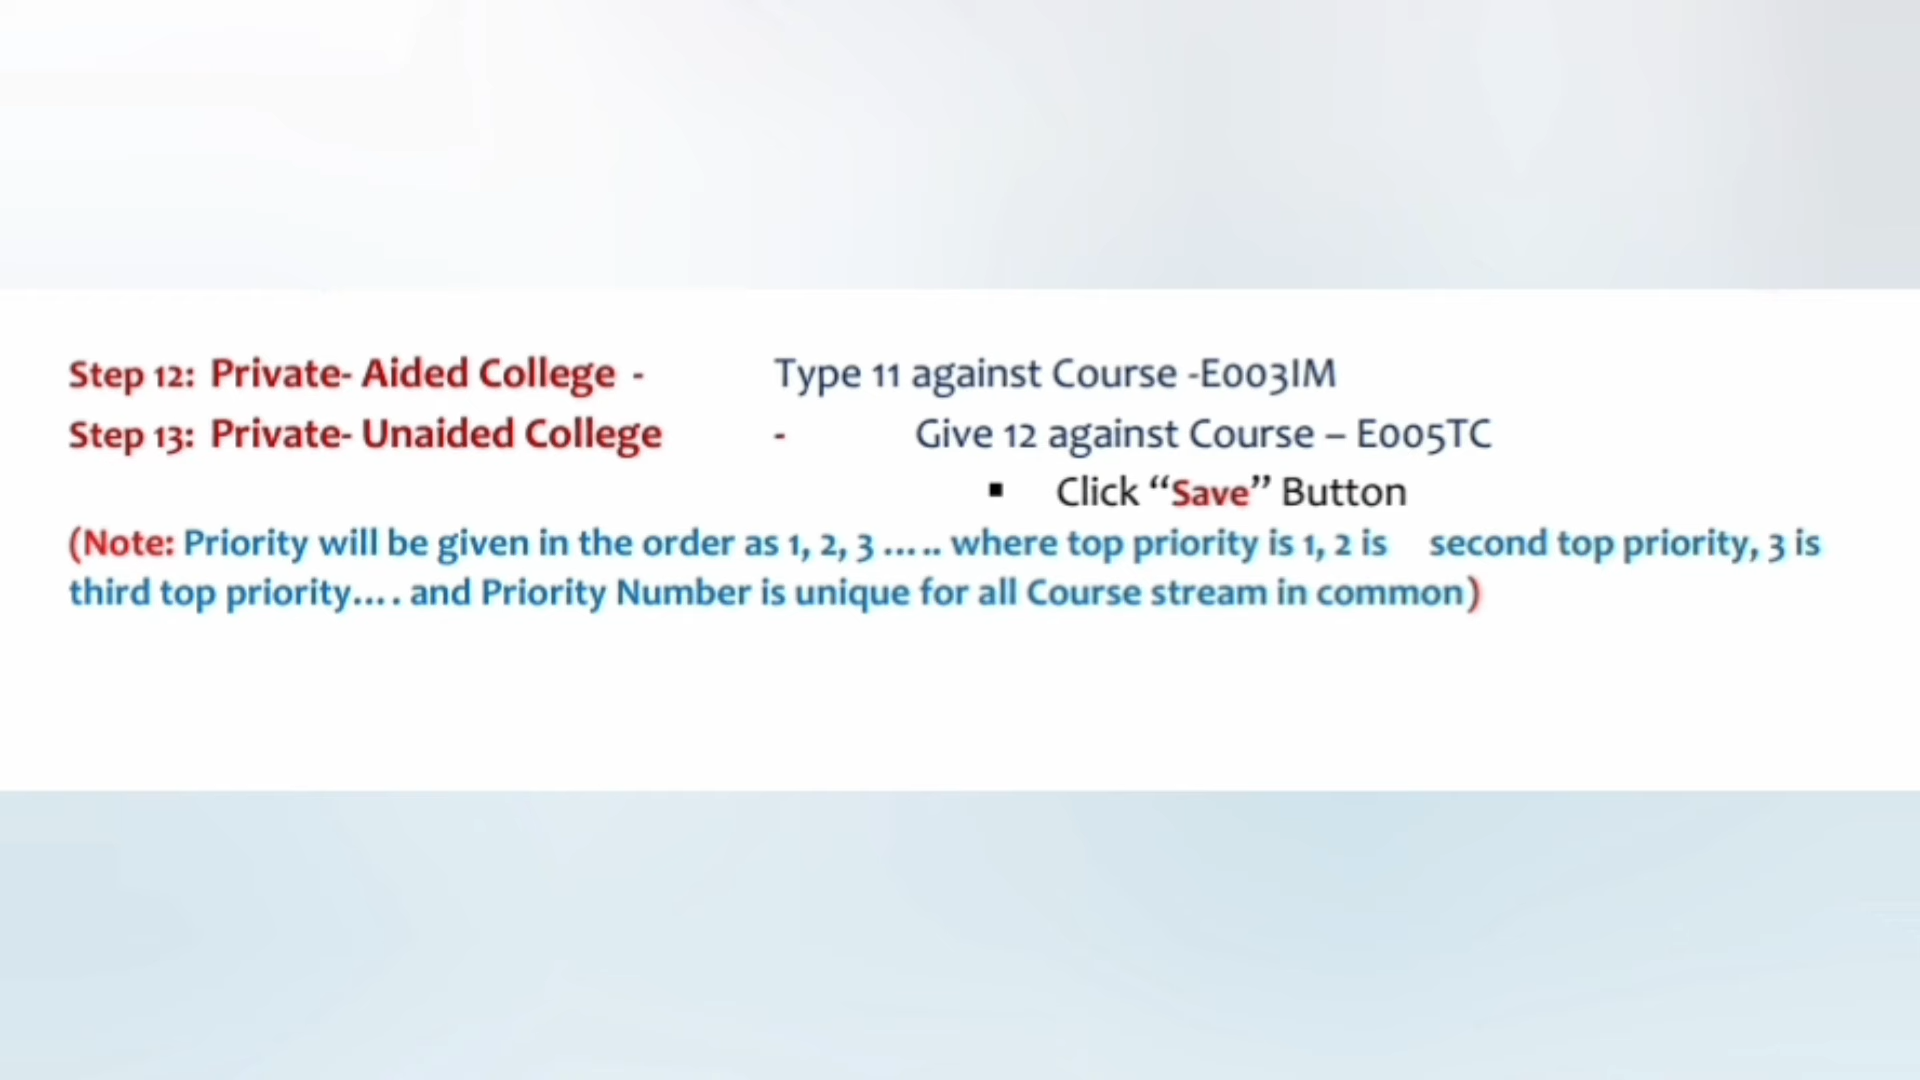 Step 12: Private- Aided College - Type 11 against Course -E003IM
Step 13: Private- Unaided College - Give 12 against Course – E005TC
▪ Click “Save” Button
(Note: Priority will be given in the order as 1, 2, 3 ..... where top priority is 1, 2 is second top priority, 3 is
third top priority.... and Priority Number is unique for all Course stream in common)